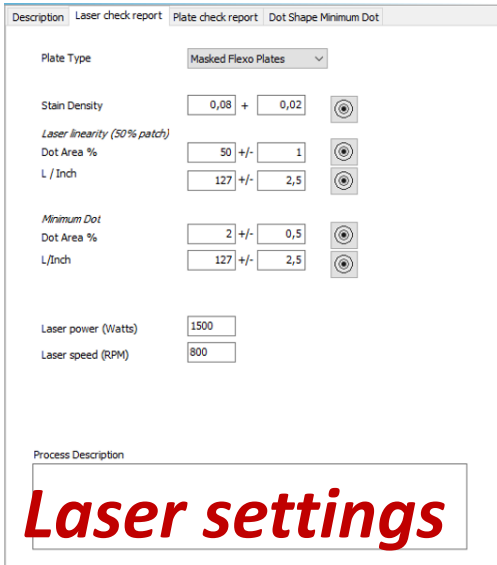 Description Laser check report Plate check report Dot Shape Minimum Dot
Plate Type Masked Flexo Plates
Stain Density 0,08 + 0,02
Laser linearity (50% patch)
Dot Area % 50 +/- 1
L / Inch 127 +/- 2,5
Minimum Dot
Dot Area % 2 +/- 0,5
L/Inch 127 +/- 2,5
Laser power (Watts) 1500
Laser speed (RPM) 800
Process Description
Laser settings